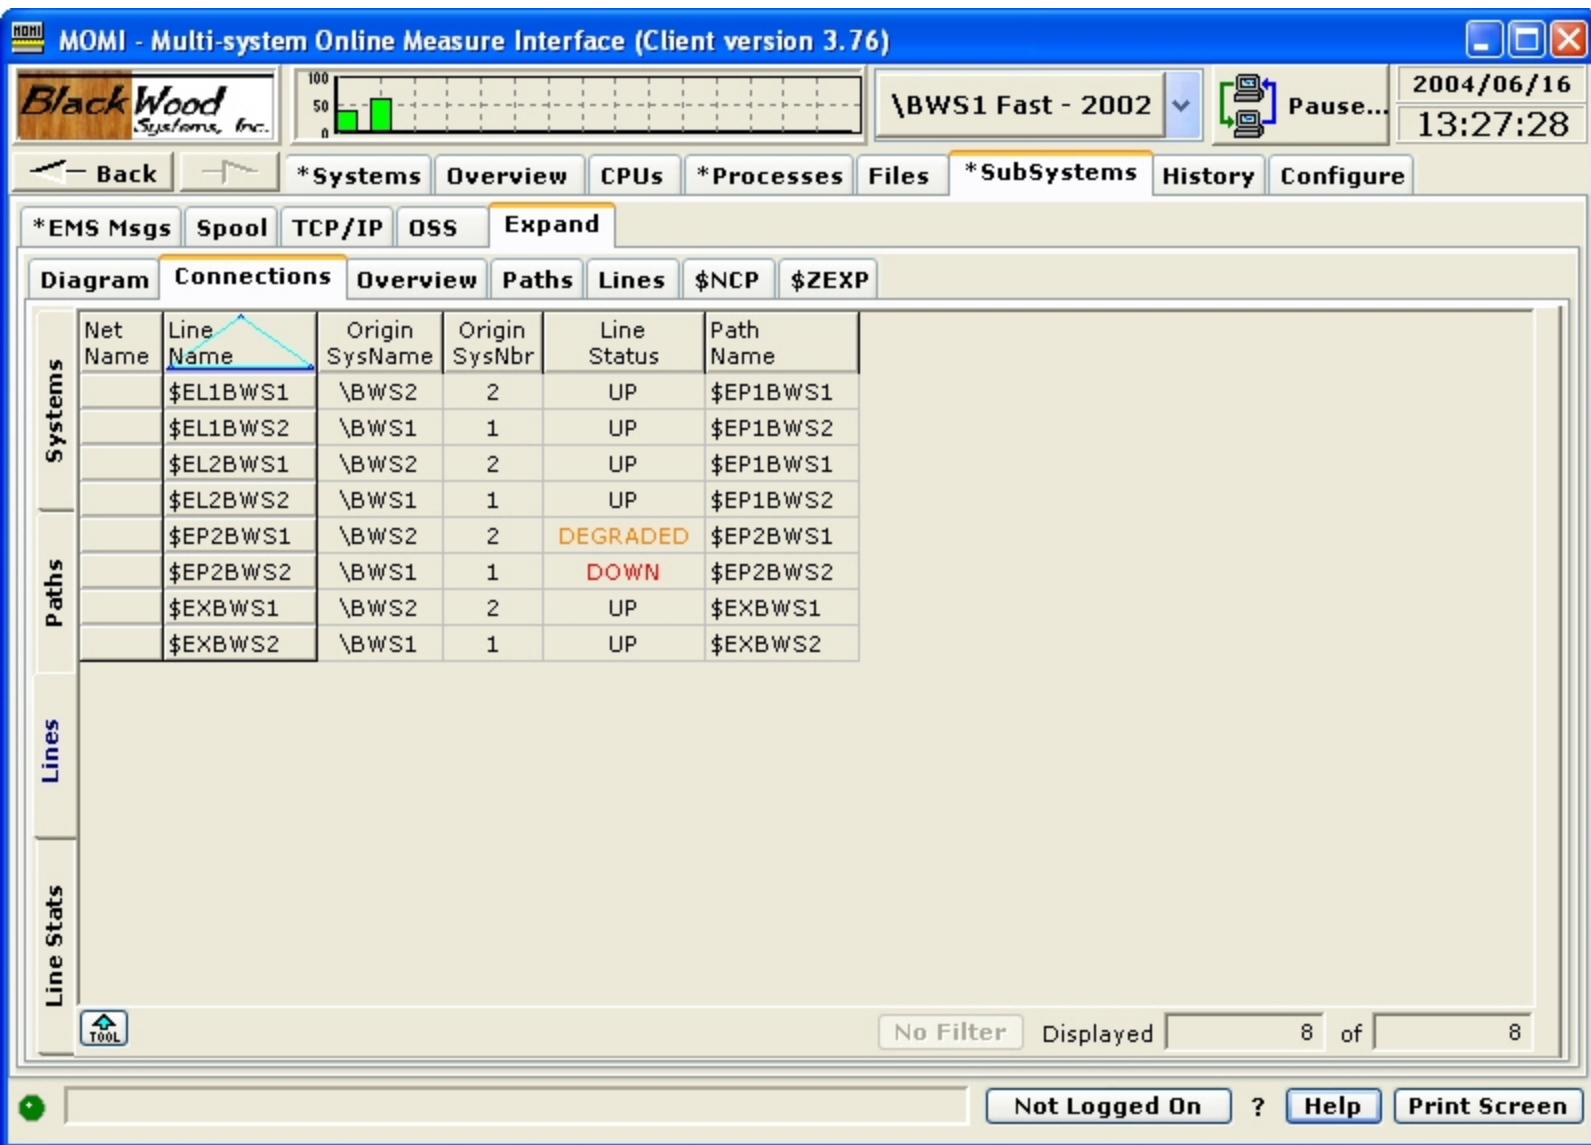 MOMI
MOMI - Multi-system Online Measure Interface (Client version 3.76)
BlackWood
Systems, Inc.
100
50
0
\BWS1 Fast - 2002
Pause...
2004/06/16
13:27:28
Back
*Systems Overview CPUs *Processes Files *SubSystems History Configure
*EMS Msgs Spool TCP/IP OSS Expand
Diagram Connections Overview Paths Lines $NCP $ZEXP
Systems
Paths
Lines
Line Stats
Net Line Origin Origin Line Path
Name Name SysName SysNbr Status Name
$EL1BWS1 \BWS2 2 UP $EP1BWS1
$EL1BWS2 \BWS1 1 UP $EP1BWS2
$EL2BWS1 \BWS2 2 UP $EP1BWS1
$EL2BWS2 \BWS1 1 UP $EP1BWS2
$EP2BWS1 \BWS2 2 DEGRADED $EP2BWS1
$EP2BWS2 \BWS1 1 DOWN $EP2BWS2
$EXBWS1 \BWS2 2 UP $EXBWS1
$EXBWS2 \BWS1 1 UP $EXBWS2
TOOL
No Filter Displayed 8 of 8
Not Logged On ? Help Print Screen